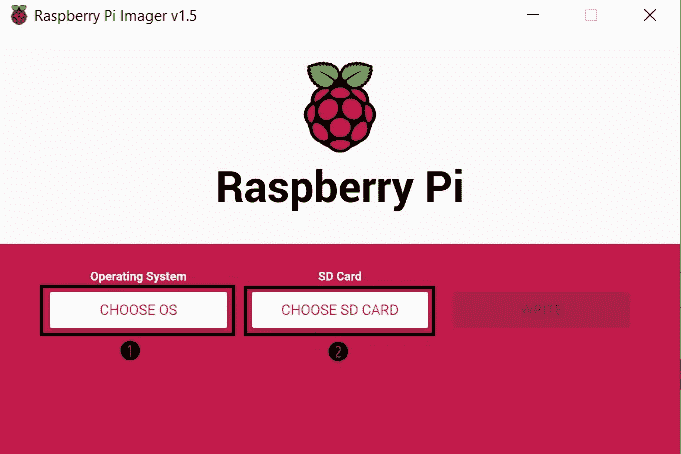 Raspberry Pi Imager v1.5
Raspberry Pi
Operating System
SD Card
CHOOSE OS
CHOOSE SD CARD
1
2